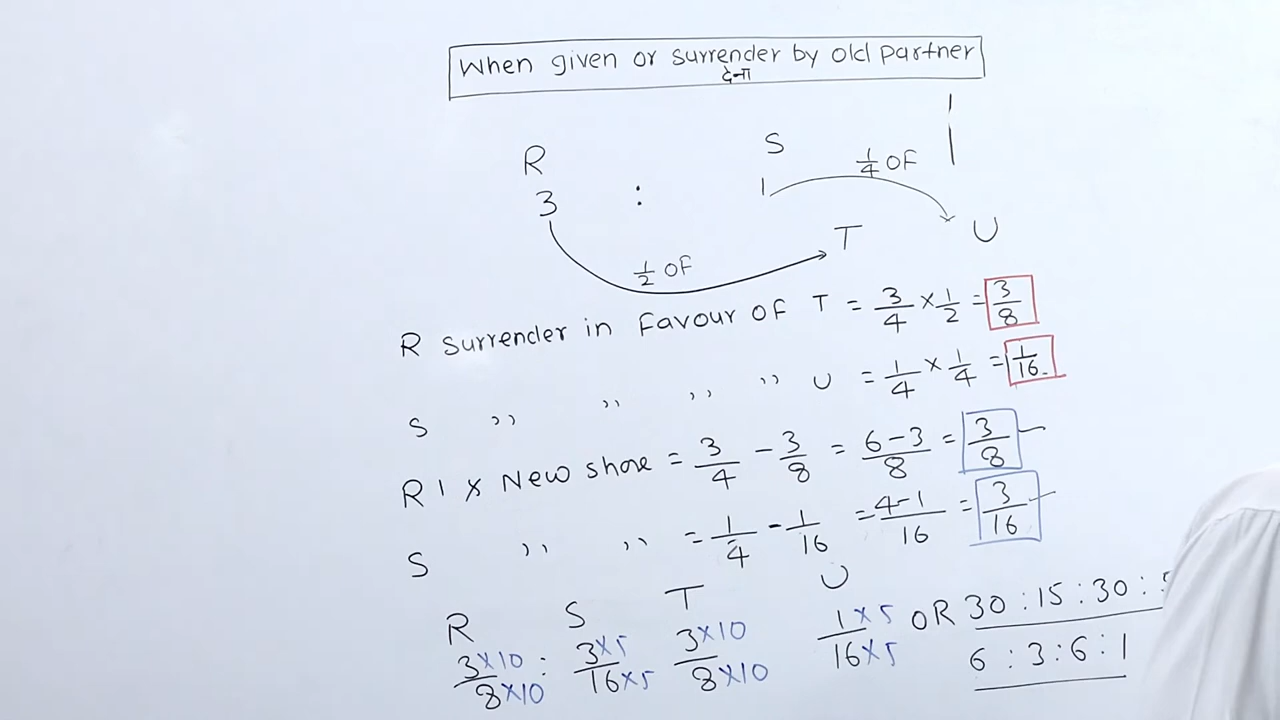 When given or surrender by old partner
देना
R S
3 : 1 1/4 OF
T U
1/2 OF
R surrender in Favour of T = 3/4 × 1/2 = 3/8
S ,, ,, ,, ,, U = 1/4 × 1/4 = 1/16
R ' × New share = 3/4 - 3/8 = 6-3/8 = 3/8
S ,, ,, = 1/4 - 1/16 = 4-1/16 = 3/16
R S T U
3×10/8×10 : 3×5/16×5 3×10/8×10 1×5/16×5 OR 30 : 15 : 30 :
6 : 3 : 6 : 1